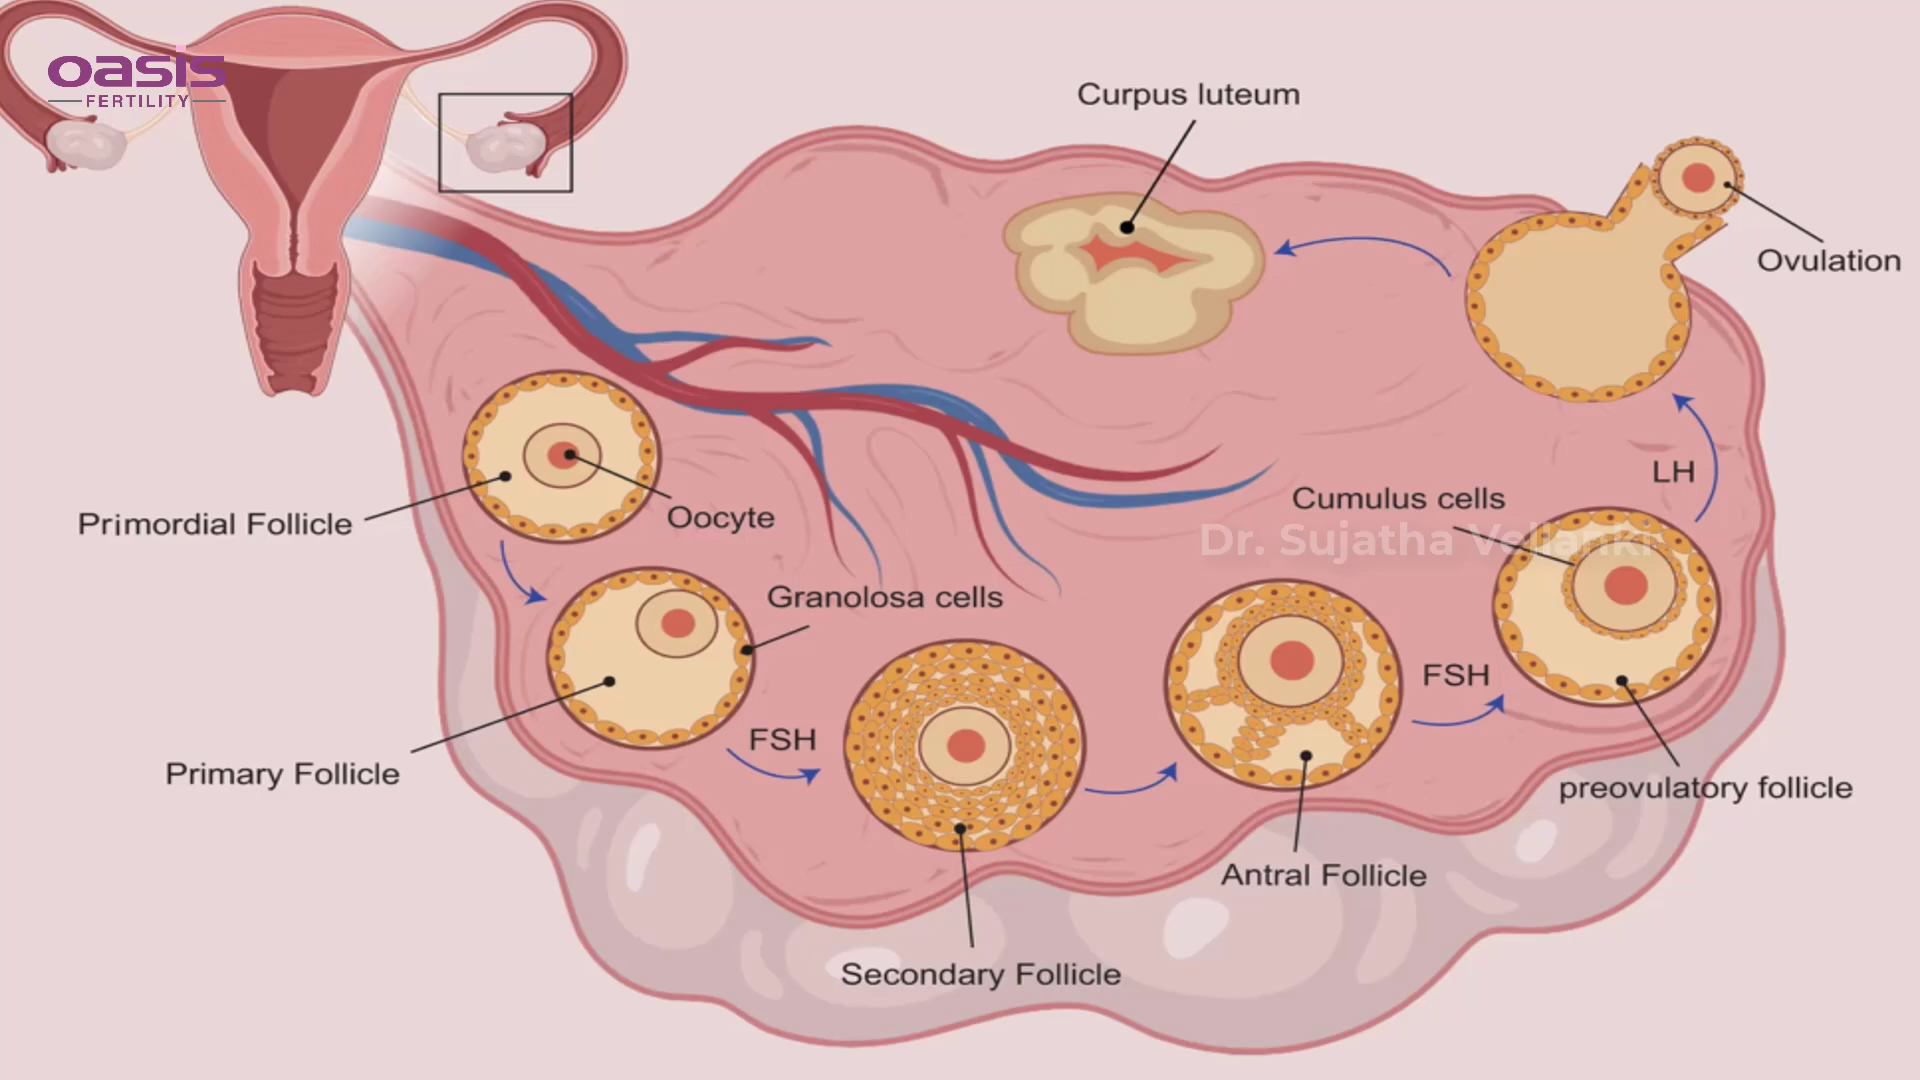 oasis
FERTILITY
Curpus luteum
Ovulation
LH
Cumulus cells
Primordial Follicle
Oocyte
Dr. Sujatha Vellanki
Granolosa cells
FSH
FSH
Primary Follicle
preovulatory follicle
Antral Follicle
Secondary Follicle